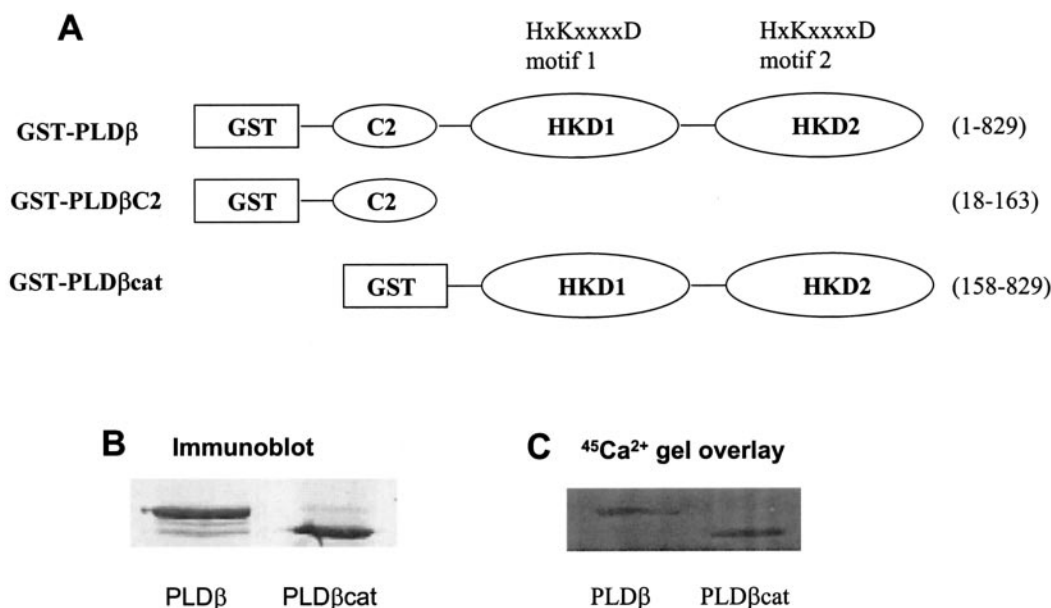 A
HxKxxxxD HxKxxxxD
motif 1 motif 2
GST-PLDβ GST C2 HKD1 HKD2 (1-829)
GST-PLDβC2 GST C2 (18-163)
GST-PLDβcat GST HKD1 HKD2 (158-829)
B Immunoblot
PLDβ PLDβcat
C ⁴⁵Ca²⁺ gel overlay
PLDβ PLDβcat